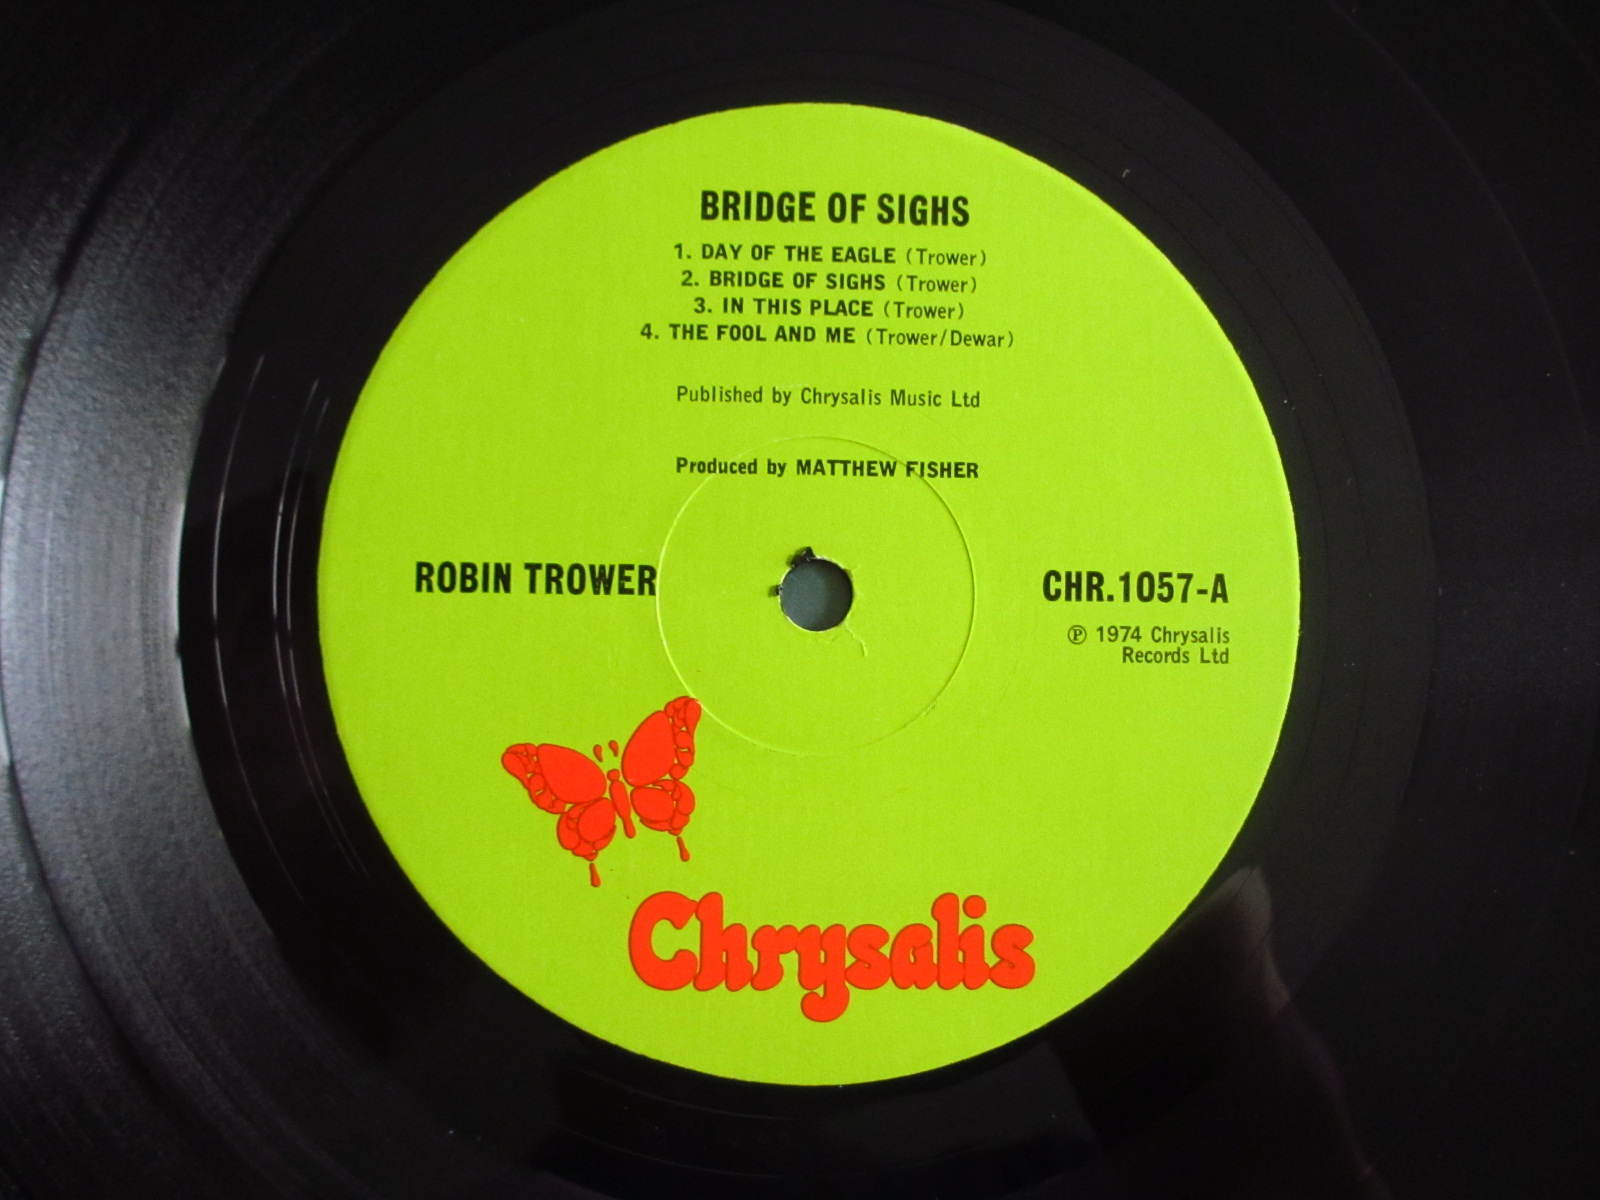 BRIDGE OF SIGHS
1. DAY OF THE EAGLE (Trower)
2. BRIDGE OF SIGHS (Trower)
3. IN THIS PLACE (Trower)
4. THE FOOL AND ME (Trower/Dewar)
Published by Chrysalis Music Ltd
Produced by MATTHEW FISHER
ROBIN TROWER
CHR.1057-A
℗ 1974 Chrysalis
Records Ltd
Chrysalis